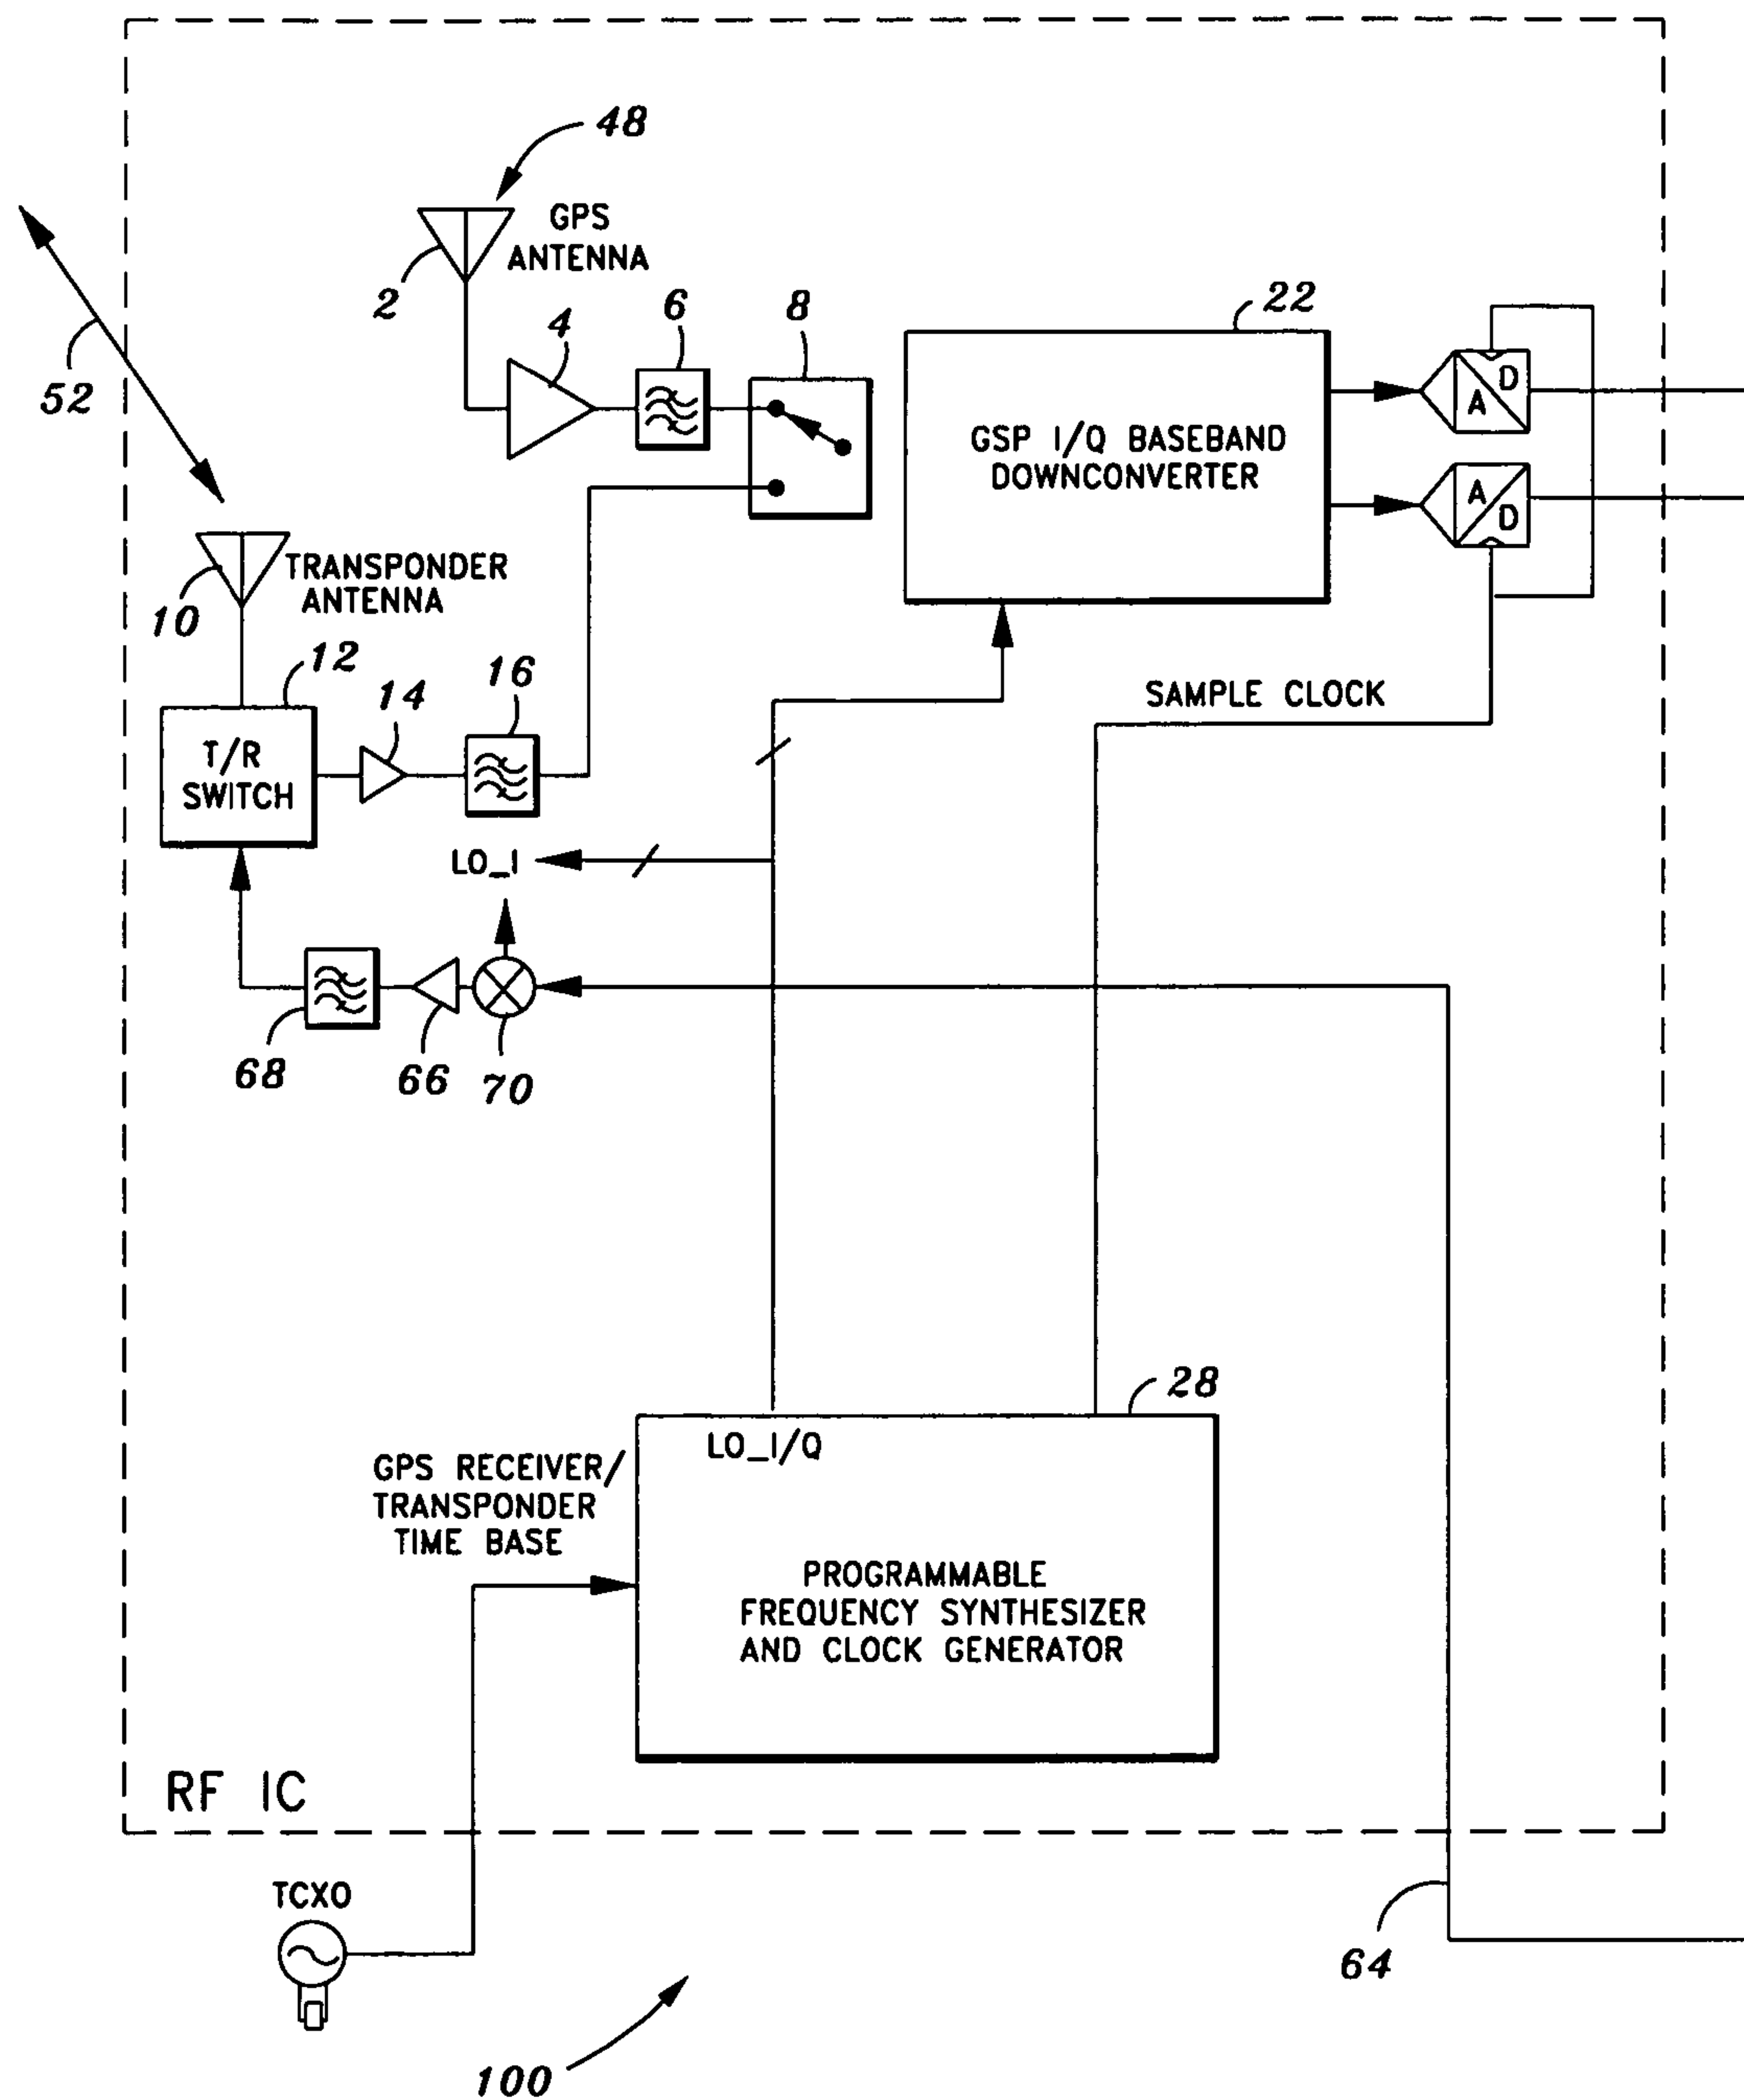 48
GPS
ANTENNA
2
4
6
8
22
52
D
A
GSP I/Q BASEBAND
DOWNCONVERTER
A
D
TRANSPONDER
ANTENNA
10
12
14
16
SAMPLE CLOCK
T/R
SWITCH
LO_I
68
66
70
28
LO_I/Q
GPS RECEIVER/
TRANSPONDER
TIME BASE
PROGRAMMABLE
FREQUENCY SYNTHESIZER
AND CLOCK GENERATOR
RF IC
TCXO
64
100